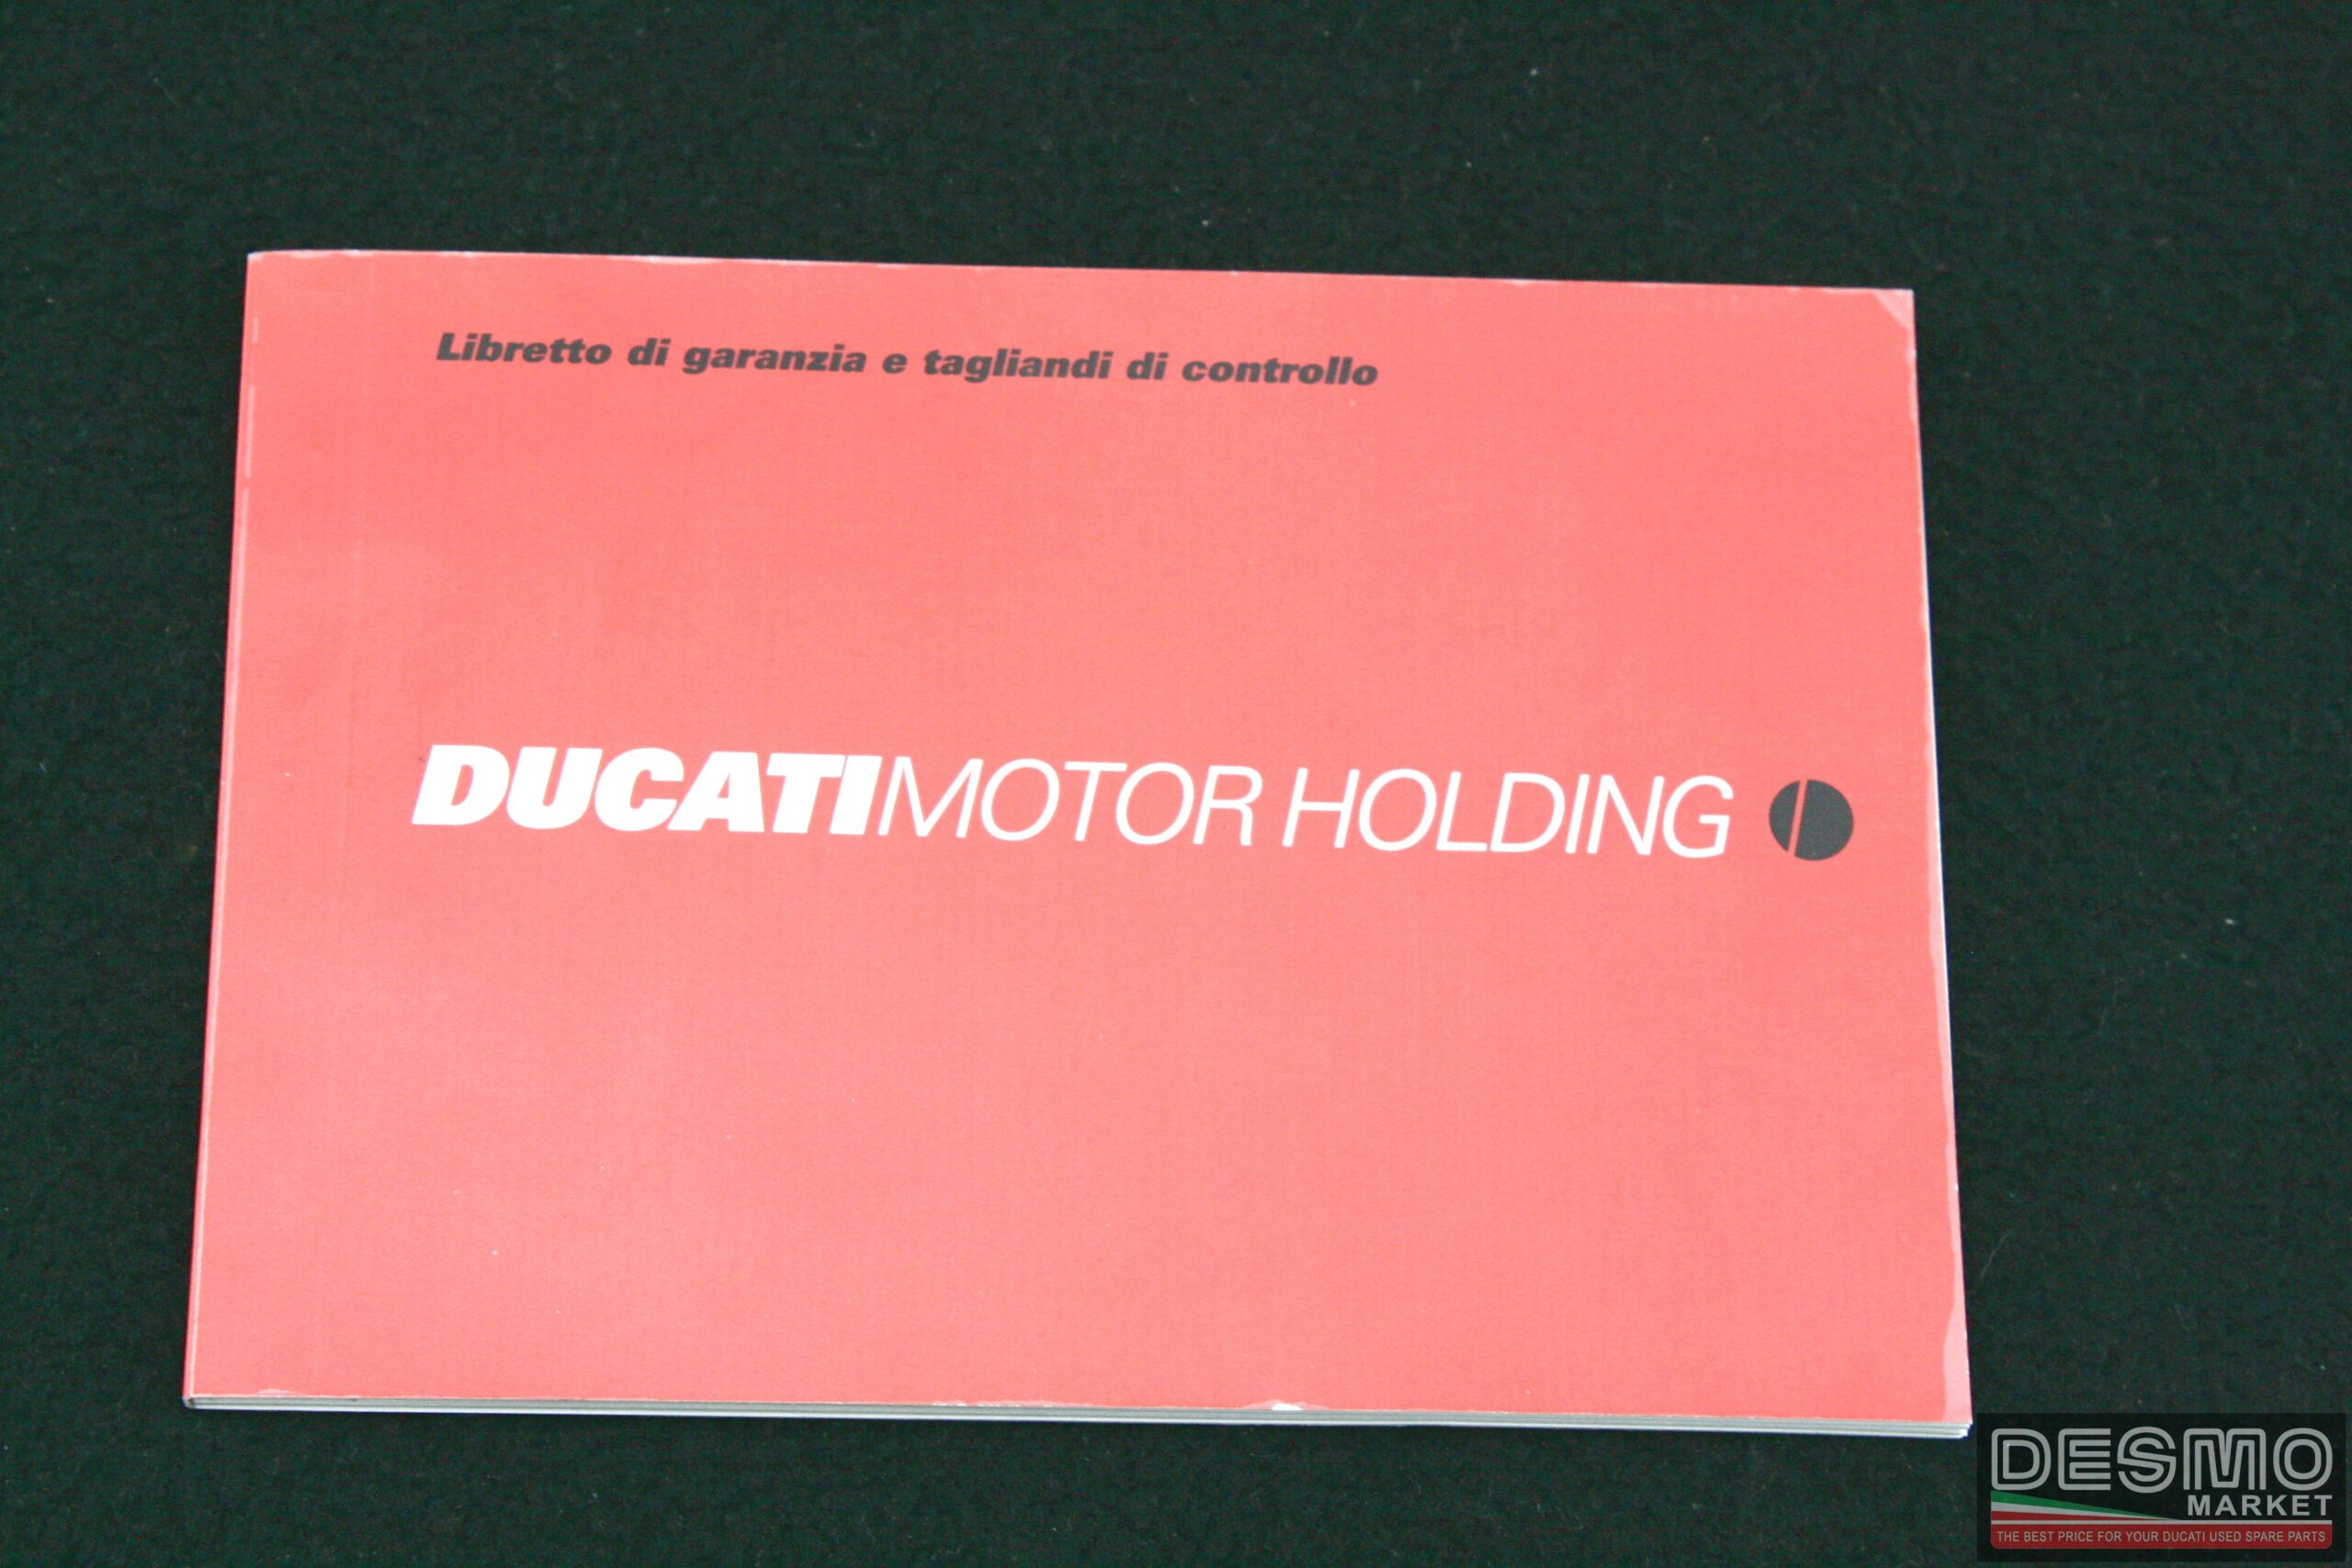 Libretto di garanzia e tagliandi di controllo
DUCATIMOTOR HOLDING
DESMO
MARKET
THE BEST PRICE FOR YOUR DUCATI USED SPARE PARTS